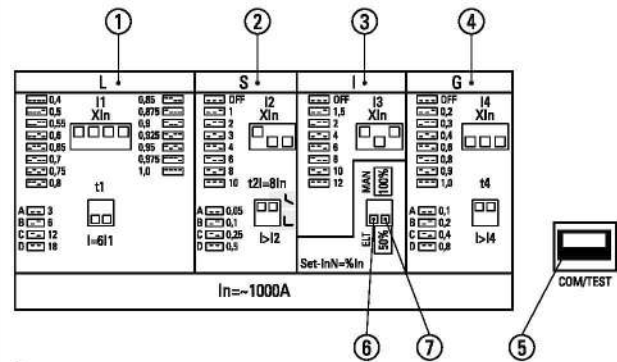 1
2
3
4
L
S
I
G
0,4
0,5
0,55
0,6
0,65
0,7
0,75
0,8
I1
XIn
0,85
0,875
0,9
0,925
0,95
0,975
1,0
t1
A 3
B 6
C 12
D 18
I=6I1
OFF
1
2
3
4
6
8
10
I2
XIn
t2I=8In
A 0,05
B 0,1
C 0,25
D 0,5
I>I2
OFF
1,5
2
4
6
8
10
12
I3
XIn
MAN
100%
ELT
50%
Set-InN=%In
OFF
0,2
0,3
0,4
0,6
0,8
0,9
1,0
I4
XIn
t4
A 0,1
B 0,2
C 0,4
D 0,8
I>I4
In=~1000A
COM/TEST
5
6
7